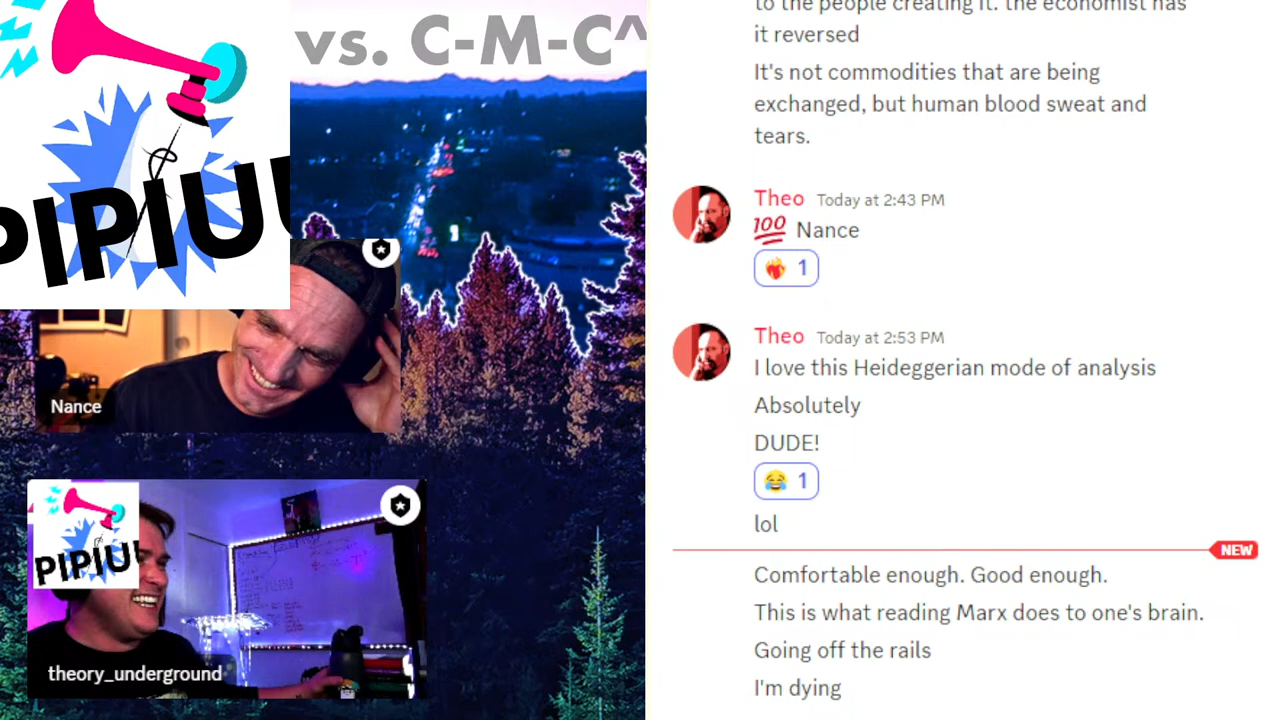 vs. C-M-C^
PIPIU
Nance
PIPIU
theory_underground
to the people creating it. the economist has
it reversed
It's not commodities that are being
exchanged, but human blood sweat and
tears.
Theo Today at 2:43 PM
💯 Nance
❤️‍🔥 1
Theo Today at 2:53 PM
I love this Heideggerian mode of analysis
Absolutely
DUDE!
😂 1
lol
NEW
Comfortable enough. Good enough.
This is what reading Marx does to one's brain.
Going off the rails
I'm dying